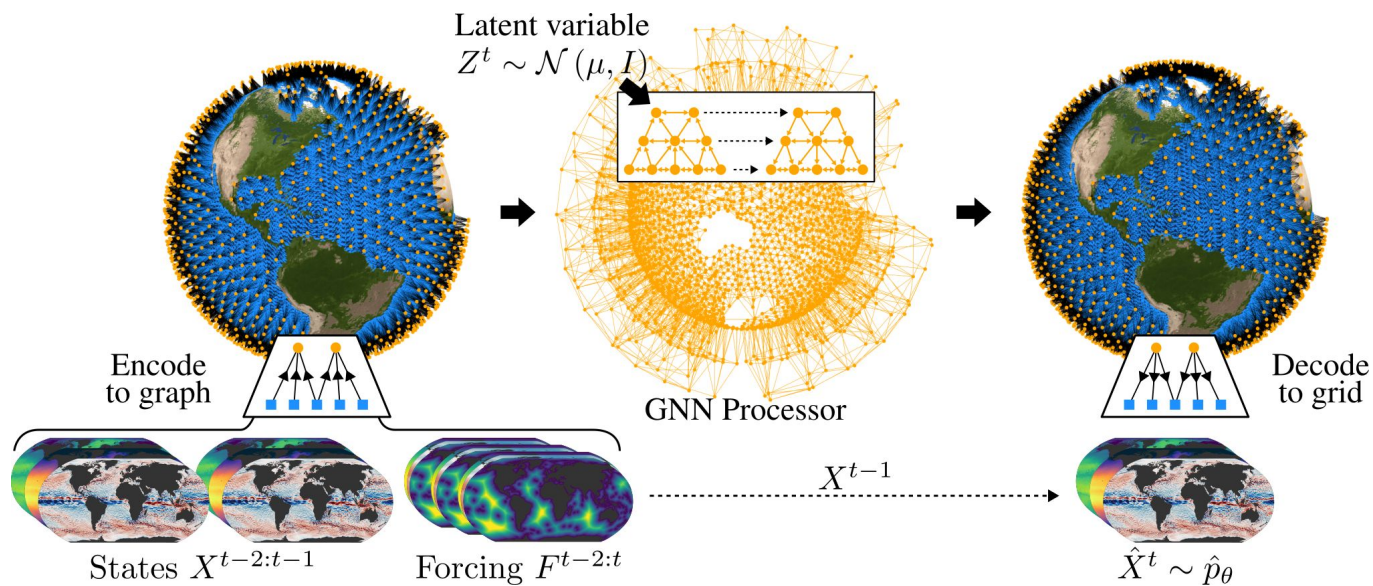 Latent variable
Z^t ∼ 𝒩 (μ, I)
Encode
to graph
GNN Processor
Decode
to grid
X^{t−1}
States X^{t−2:t−1}
Forcing F^{t−2:t}
X̂^t ∼ p̂_θ